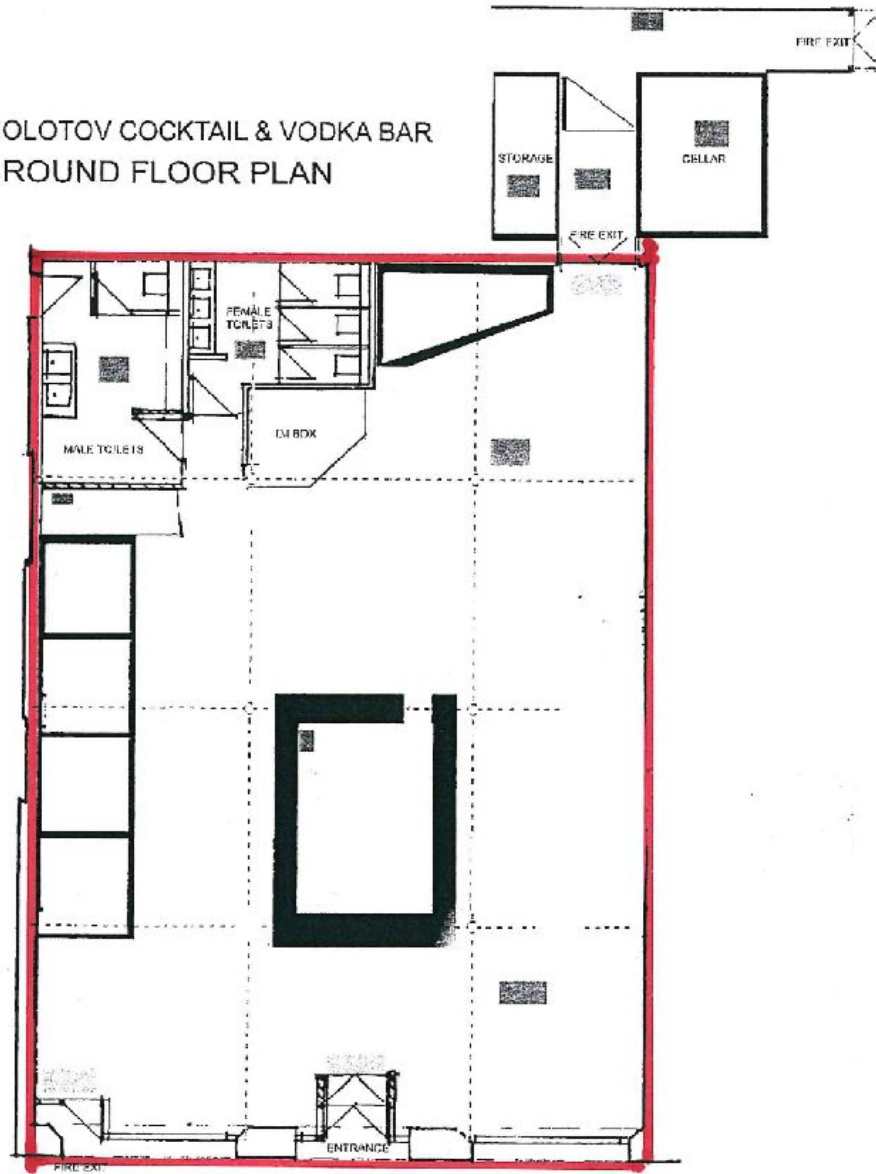 FIRE EXIT
OLOTOV COCKTAIL & VODKA BAR
ROUND FLOOR PLAN
STORAGE
CELLAR
FIRE EXIT
FEMALE
TOILETS
DJ BOX
MALE TOILETS
ENTRANCE
FIRE EXIT